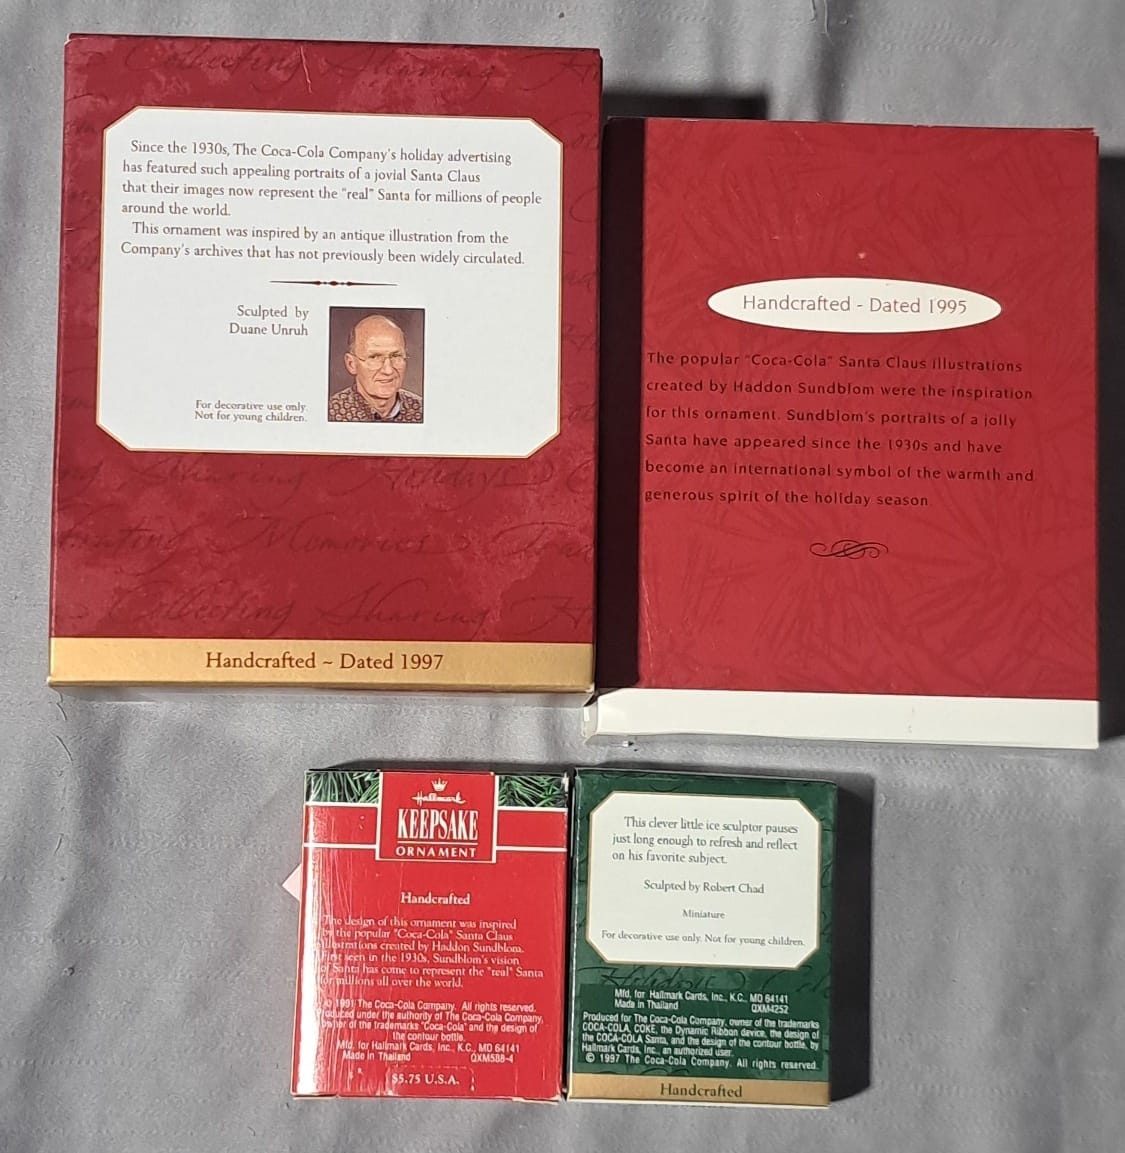 Since the 1930s, The Coca-Cola Company's holiday advertising
has featured such appealing portraits of a jovial Santa Claus
that their images now represent the "real" Santa for millions of people
around the world.
This ornament was inspired by an antique illustration from the
Company's archives that has not previously been widely circulated.
Sculpted by
Duane Unruh
For decorative use only.
Not for young children.
Collecting Sharing
Holidays
Memories
Collecting Sharing
Handcrafted ~ Dated 1997
Handcrafted - Dated 1995
The popular "Coca-Cola" Santa Claus illustrations
created by Haddon Sundblom were the inspiration
for this ornament. Sundblom's portraits of a jolly
Santa have appeared since the 1930s and have
become an international symbol of the warmth and
generous spirit of the holiday season
Hallmark
KEEPSAKE
ORNAMENT
Handcrafted
The design of this ornament was inspired
by the popular "Coca-Cola" Santa Claus
illustrations created by Haddon Sundblom.
First seen in the 1930s, Sundblom's vision
of Santa has come to represent the "real" Santa
for millions all over the world.
© 1991 The Coca-Cola Company. All rights reserved.
Produced under the authority of The Coca-Cola Company,
owner of the trademarks "Coca-Cola" and the design of
the contour bottle.
Mfd. for Hallmark Cards, Inc., K.C., MO 64141
Made in Thailand QXM588-4
$5.75 U.S.A.
This clever little ice sculptor pauses
just long enough to refresh and reflect
on his favorite subject.
Sculpted by Robert Chad
Miniature
For decorative use only. Not for young children.
Holidays
Mfd. for Hallmark Cards, Inc., K.C., MO 64141
Made in Thailand QXM4252
Produced for The Coca-Cola Company, owner of the trademarks
COCA-COLA, COKE, the Dynamic Ribbon device, the design of
the COCA-COLA Santa, and the design of the contour bottle, by
Hallmark Cards, Inc., an authorized user.
© 1997 The Coca-Cola Company. All rights reserved.
Handcrafted